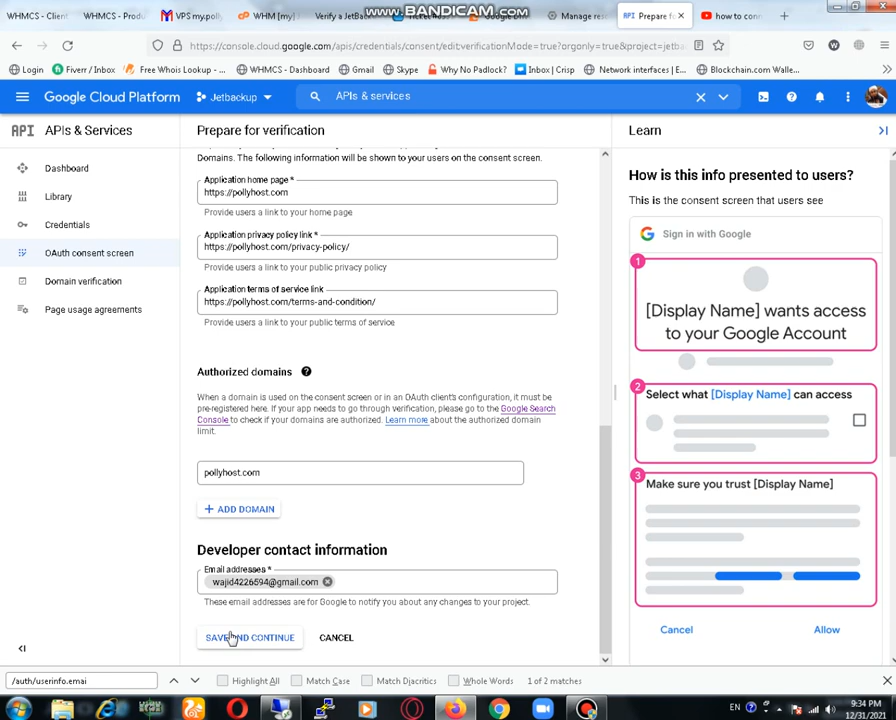 WHMCS - Client
WHMCS - Produ
VPS my.polly
WHM [my]
Verify a JetBac
www.BANDICAM.com
Manage reso
API Prepare fo
how to conn
https://console.cloud.google.com/apis/credentials/consent/edit;verificationMode=true?orgonly=true&project=jetba
Login
Fiverr / Inbox
Free Whois Lookup - ...
WHMCS - Dashboard
Gmail
Skype
Why No Padlock?
Inbox | Crisp
Network interfaces | E...
Blockchain.com Walle...
Google Cloud Platform
Jetbackup
APIs & services
API APIs & Services
Prepare for verification
Learn
Dashboard
Library
Credentials
OAuth consent screen
Domain verification
Page usage agreements
Domains. The following information will be shown to your users on the consent screen.
Application home page *
https://pollyhost.com
Provide users a link to your home page
Application privacy policy link *
https://pollyhost.com/privacy-policy/
Provide users a link to your public privacy policy
Application terms of service link
https://pollyhost.com/terms-and-condition/
Provide users a link to your public terms of service
Authorized domains
When a domain is used on the consent screen or in an OAuth client's configuration, it must be
pre-registered here. If your app needs to go through verification, please go to the Google Search
Console to check if your domains are authorized. Learn more about the authorized domain
limit.
pollyhost.com
+ ADD DOMAIN
Developer contact information
Email addresses *
wajid4226594@gmail.com
These email addresses are for Google to notify you about any changes to your project.
SAVE AND CONTINUE
CANCEL
How is this info presented to users?
This is the consent screen that users see
G Sign in with Google
1
[Display Name] wants access
to your Google Account
2
Select what [Display Name] can access
3
Make sure you trust [Display Name]
Cancel
Allow
/auth/userinfo.emai
Highlight All
Match Case
Match Diacritics
Whole Words
1 of 2 matches
EN
9:34 PM
12/31/2021